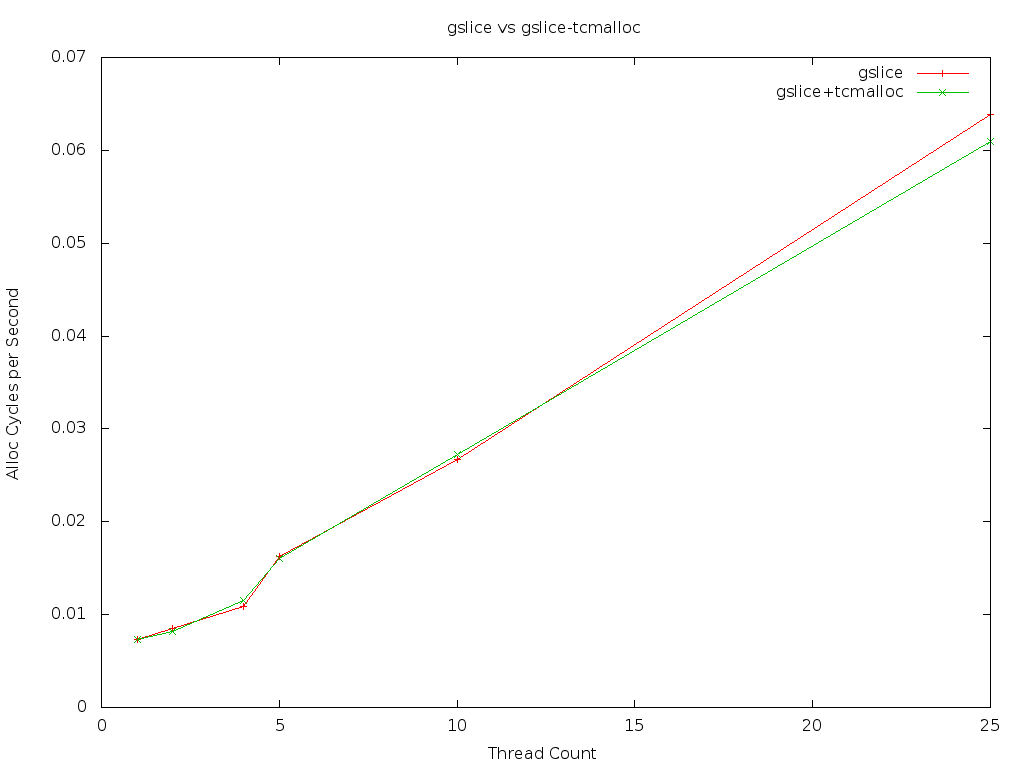 gslice vs gslice-tcmalloc
gslice
gslice+tcmalloc
0.07
0.06
0.05
0.04
0.03
0.02
0.01
0
Alloc Cycles per Second
0 5 10 15 20 25
Thread Count